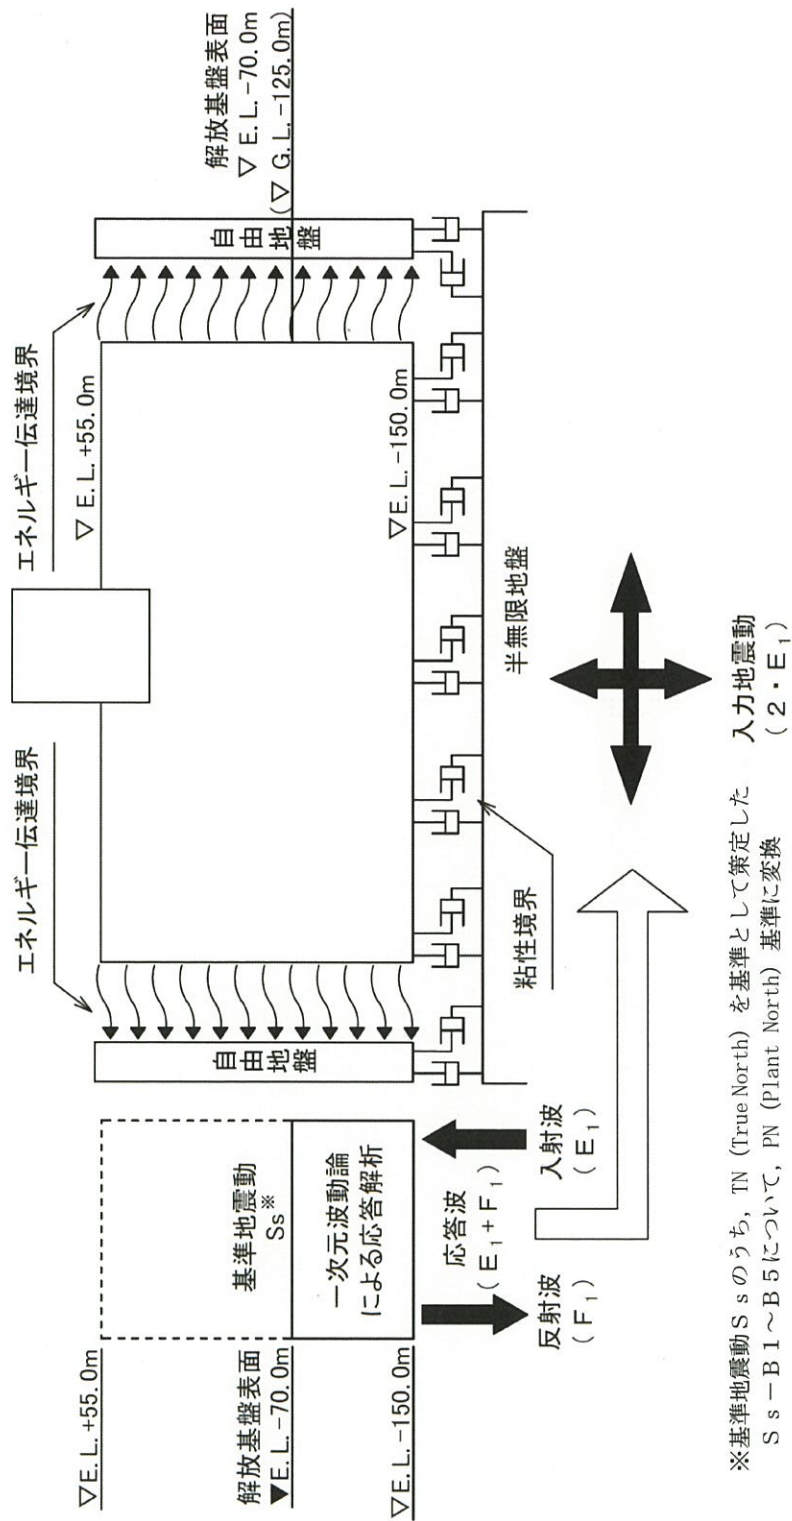 ▽E.L.+55.0m
解放基盤表面
▼E.L.-70.0m
▽E.L.-150.0m
基準地震動
Ss※
一次元波動論
による応答解析
応答波
(E₁+F₁)
反射波
(F₁)
入射波
(E₁)
エネルギー伝達境界
エネルギー伝達境界
自由地盤
自由地盤
▽E.L.+55.0m
▽E.L.-150.0m
解放基盤表面
▽E.L.-70.0m
(▽G.L.-125.0m)
粘性境界
半無限地盤
入力地震動
(2・E₁)
※基準地震動Ｓｓのうち，TN (True North) を基準として策定した
Ｓｓ－Ｂ１～Ｂ５について，PN (Plant North) 基準に変換